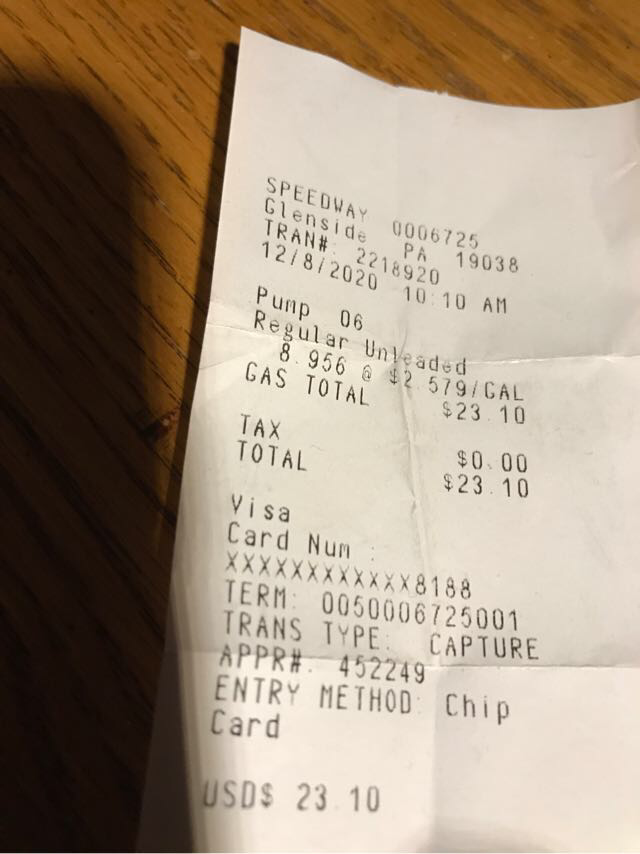 SPEEDWAY 0006725
Glenside PA 19038
TRAN#: 2218920
12/8/2020 10:10 AM
Pump 06
Regular Unleaded
8.956 @ $2.579/GAL
GAS TOTAL $23.10
TAX $0.00
TOTAL $23.10
Visa
Card Num :
XXXXXXXXXXXX8188
TERM: 0050006725001
TRANS TYPE: CAPTURE
APPR#: 452249
ENTRY METHOD: Chip
Card
USD$ 23.10